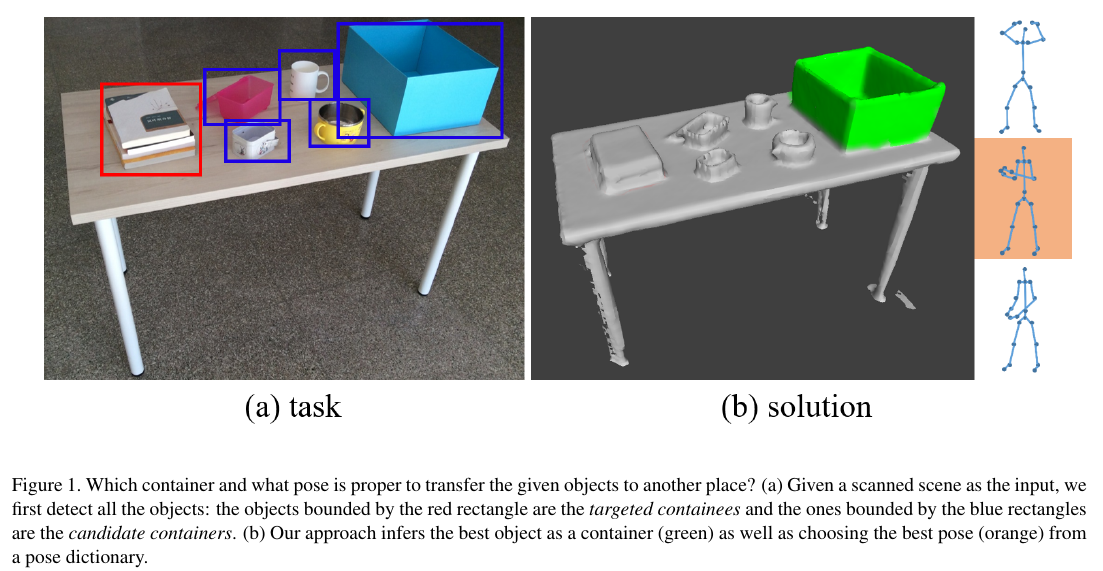 (a) task
(b) solution
Figure 1. Which container and what pose is proper to transfer the given objects to another place? (a) Given a scanned scene as the input, we
first detect all the objects: the objects bounded by the red rectangle are the targeted containees and the ones bounded by the blue rectangles
are the candidate containers. (b) Our approach infers the best object as a container (green) as well as choosing the best pose (orange) from
a pose dictionary.